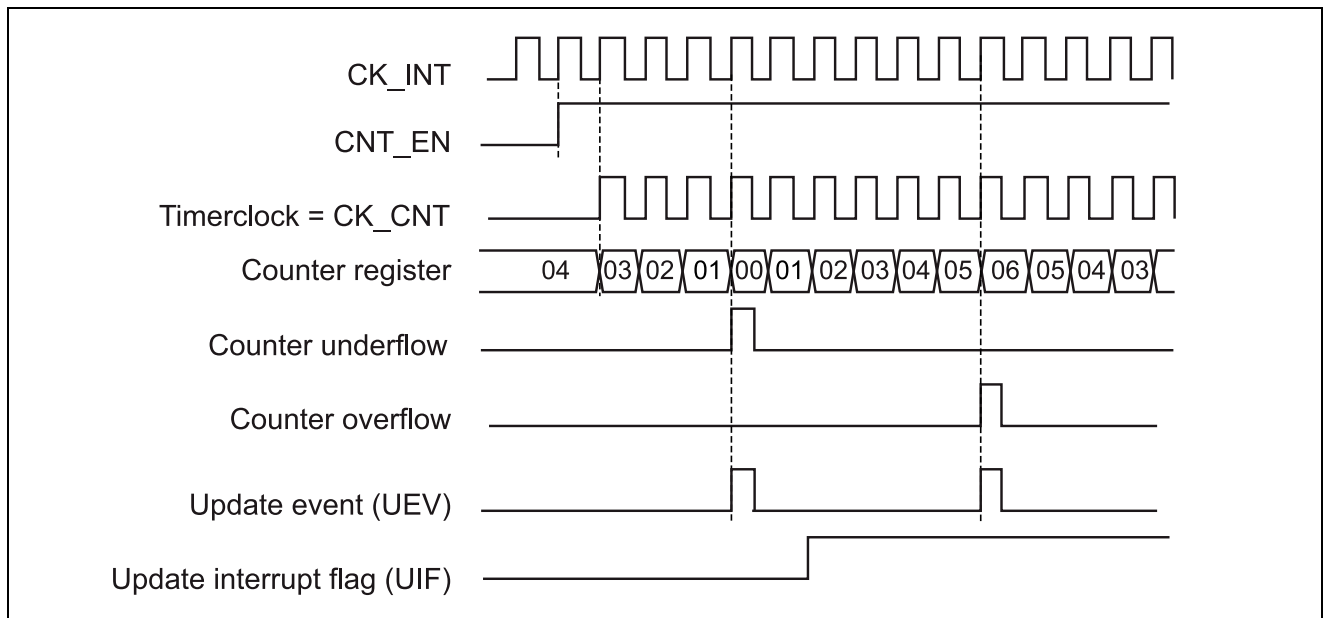 CK_INT
CNT_EN
Timerclock = CK_CNT
Counter register 04 03 02 01 00 01 02 03 04 05 06 05 04 03
Counter underflow
Counter overflow
Update event (UEV)
Update interrupt flag (UIF)